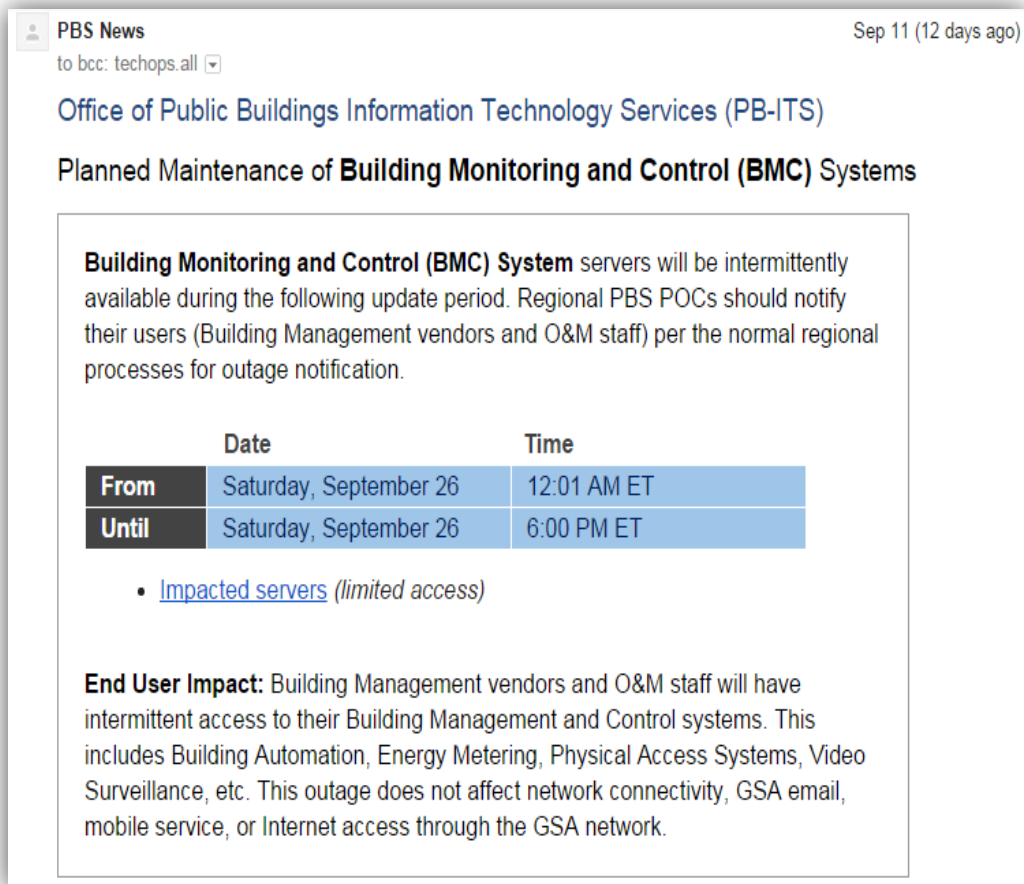 PBS News
Sep 11 (12 days ago)
to bcc: techops.all
Office of Public Buildings Information Technology Services (PB-ITS)
Planned Maintenance of Building Monitoring and Control (BMC) Systems
Building Monitoring and Control (BMC) System servers will be intermittently
available during the following update period. Regional PBS POCs should notify
their users (Building Management vendors and O&M staff) per the normal regional
processes for outage notification.
Date Time
From Saturday, September 26 12:01 AM ET
Until Saturday, September 26 6:00 PM ET
• Impacted servers (limited access)
End User Impact: Building Management vendors and O&M staff will have
intermittent access to their Building Management and Control systems. This
includes Building Automation, Energy Metering, Physical Access Systems, Video
Surveillance, etc. This outage does not affect network connectivity, GSA email,
mobile service, or Internet access through the GSA network.